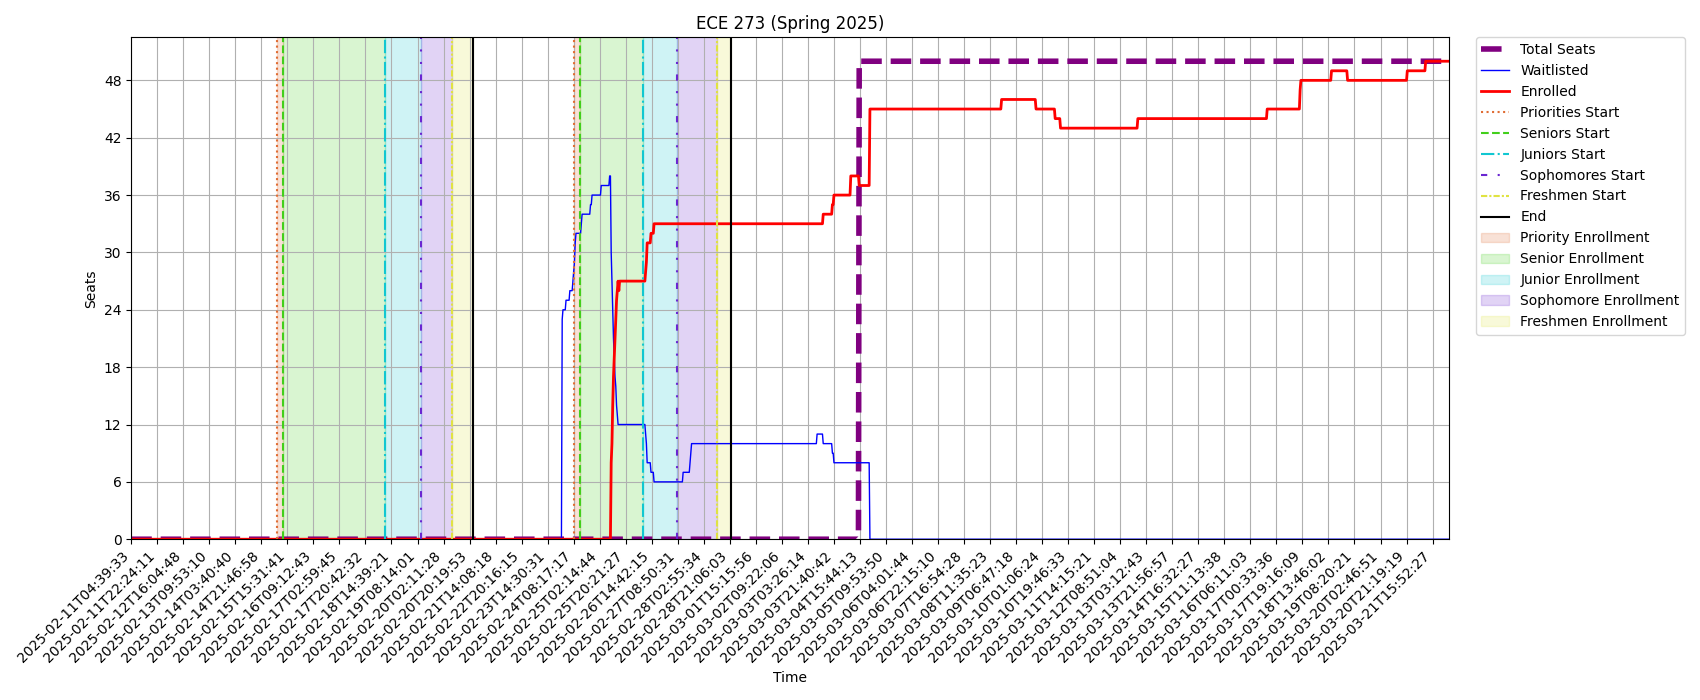 ECE 273 (Spring 2025)
Total Seats
Waitlisted
Enrolled
Priorities Start
Seniors Start
Juniors Start
Sophomores Start
Freshmen Start
End
Priority Enrollment
Senior Enrollment
Junior Enrollment
Sophomore Enrollment
Freshmen Enrollment
Seats
48
42
36
30
24
18
12
6
0
2025-02-11T04:39:33
2025-02-11T22:24:11
2025-02-12T16:04:48
2025-02-13T09:53:10
2025-02-14T03:40:40
2025-02-14T21:46:58
2025-02-15T15:31:41
2025-02-16T09:12:43
2025-02-17T02:59:45
2025-02-17T20:42:32
2025-02-18T14:39:21
2025-02-19T08:14:01
2025-02-20T02:11:28
2025-02-20T20:19:53
2025-02-21T14:08:18
2025-02-22T20:16:15
2025-02-23T14:30:31
2025-02-24T08:17:17
2025-02-25T02:14:44
2025-02-25T20:21:27
2025-02-26T14:42:15
2025-02-27T08:50:31
2025-02-28T02:55:34
2025-02-28T21:06:03
2025-03-01T15:15:56
2025-03-02T09:22:06
2025-03-03T03:26:14
2025-03-03T21:40:42
2025-03-04T15:44:13
2025-03-05T09:53:50
2025-03-06T04:01:44
2025-03-06T22:15:10
2025-03-07T16:54:28
2025-03-08T11:35:23
2025-03-09T06:47:18
2025-03-10T01:06:24
2025-03-10T19:46:33
2025-03-11T14:15:21
2025-03-12T08:51:04
2025-03-13T03:12:43
2025-03-13T21:56:57
2025-03-14T16:32:27
2025-03-15T11:13:38
2025-03-16T06:11:03
2025-03-17T00:33:36
2025-03-17T19:16:09
2025-03-18T13:46:02
2025-03-19T08:20:21
2025-03-20T02:46:51
2025-03-20T21:19:19
2025-03-21T15:52:27
Time